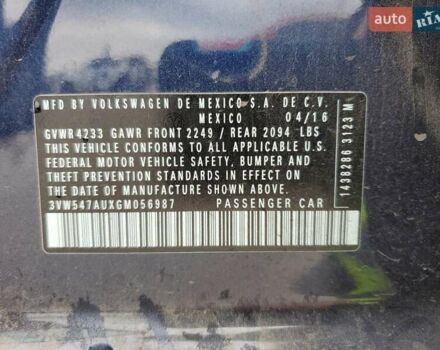 auto RIA
MFD BY VOLKSWAGEN DE MEXICO S.A. DE C.V.
MEXICO 04/16
GVWR 4233 GAWR FRONT 2249 / REAR 2094 LBS
THIS VEHICLE CONFORMS TO ALL APPLICABLE U.S.
FEDERAL MOTOR VEHICLE SAFETY, BUMPER AND
THEFT PREVENTION STANDARDS IN EFFECT ON THE
DATE OF MANUFACTURE SHOWN ABOVE.
3VW547AUXGM056987 PASSENGER CAR
1438286 3123 M